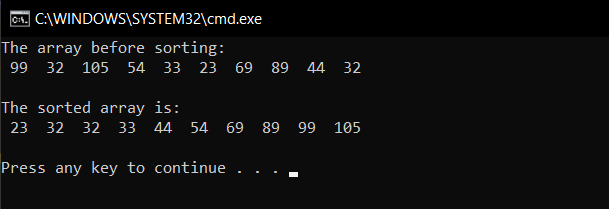 C:\WINDOWS\SYSTEM32\cmd.exe
The array before sorting:
99 32 105 54 33 23 69 89 44 32
The sorted array is:
23 32 32 33 44 54 69 89 99 105
Press any key to continue . . .